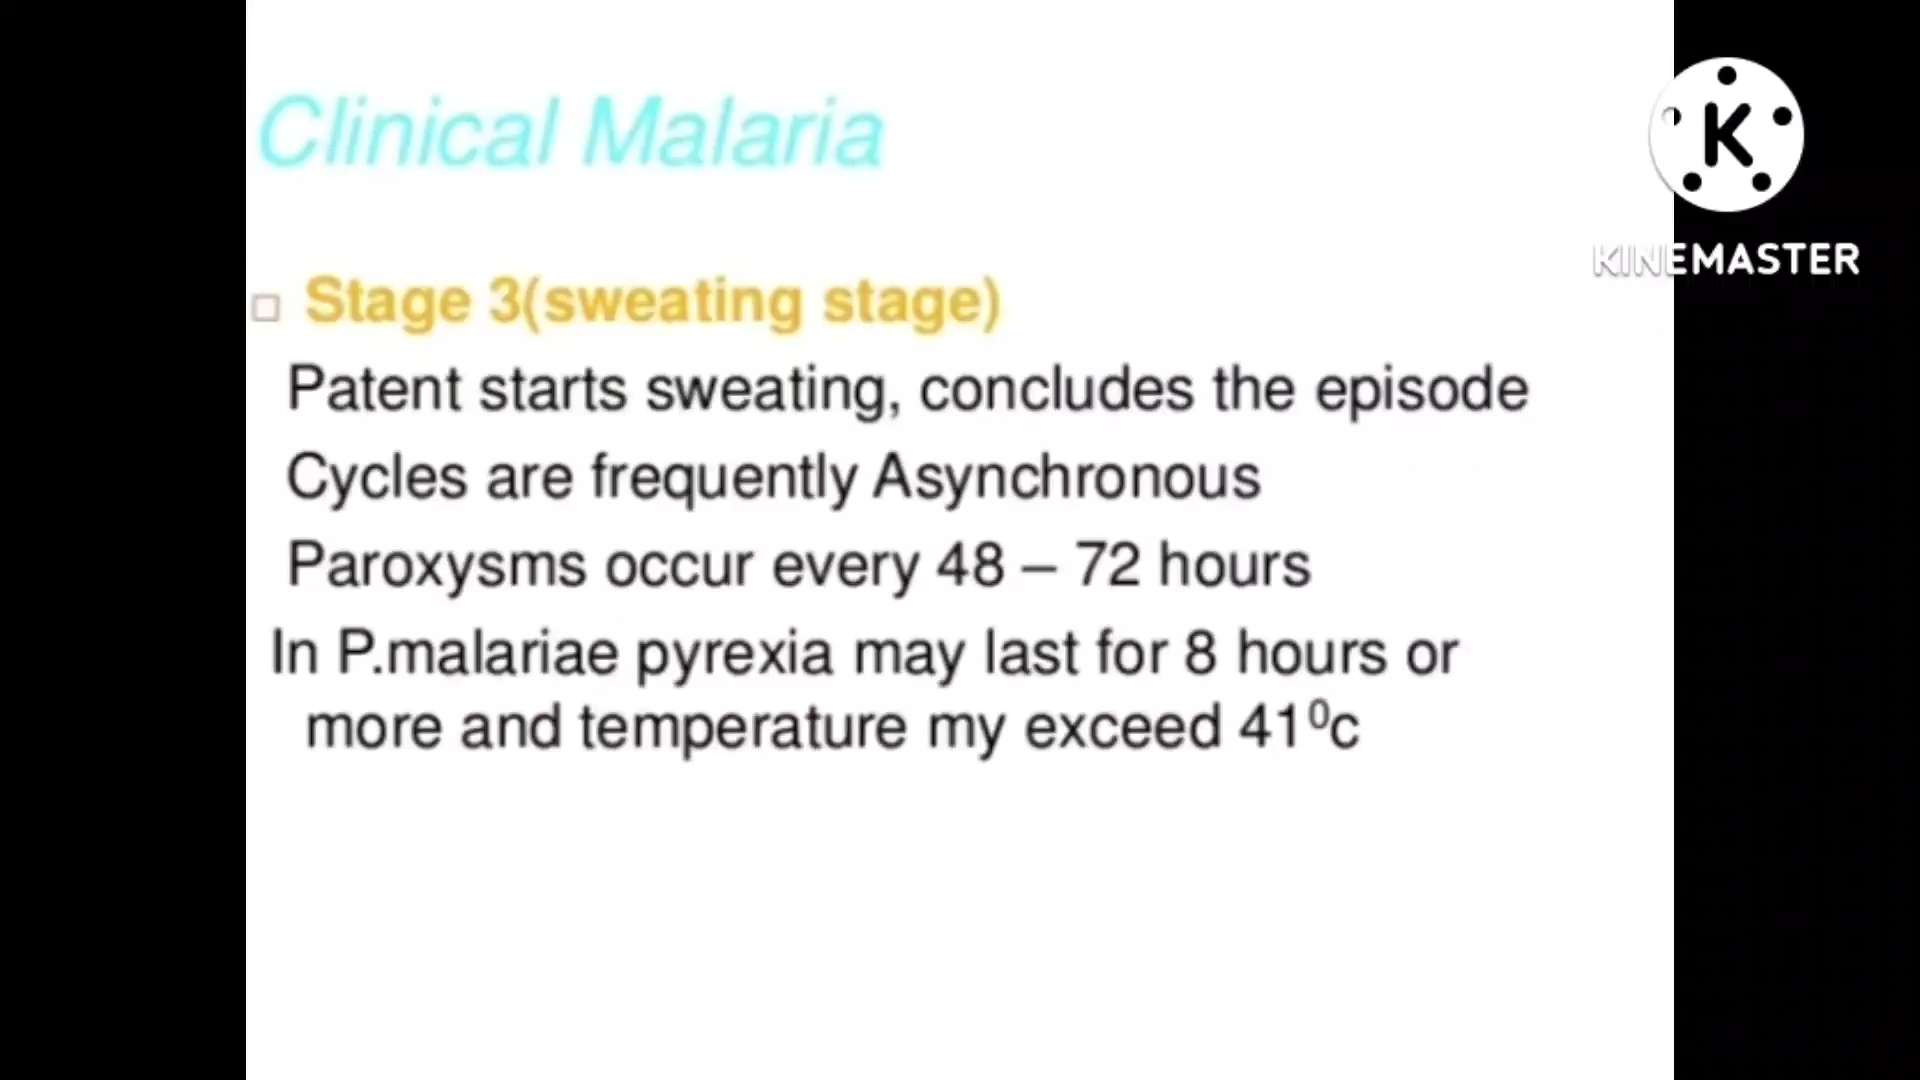 Clinical Malaria
Stage 3(sweating stage)
Patent starts sweating, concludes the episode
Cycles are frequently Asynchronous
Paroxysms occur every 48 – 72 hours
In P.malariae pyrexia may last for 8 hours or
more and temperature my exceed 41⁰c
K
KINEMASTER